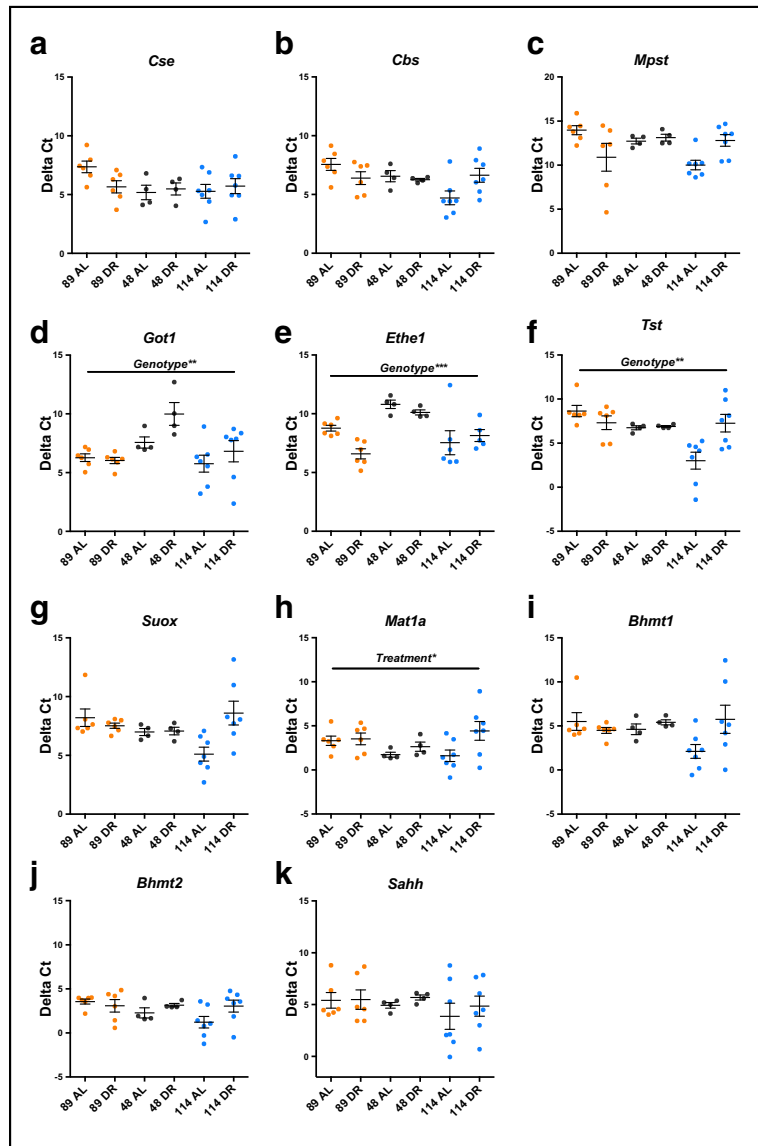 a
Cse
Delta Ct
15
10
5
0
89 AL
89 DR
48 AL
48 DR
114 AL
114 DR
b
Cbs
Delta Ct
15
10
5
0
89 AL
89 DR
48 AL
48 DR
114 AL
114 DR
c
Mpst
Delta Ct
20
15
10
5
0
89 AL
89 DR
48 AL
48 DR
114 AL
114 DR
d
Got1
Genotype**
Delta Ct
15
10
5
0
89 AL
89 DR
48 AL
48 DR
114 AL
114 DR
e
Ethe1
Genotype***
Delta Ct
15
10
5
0
89 AL
89 DR
48 AL
48 DR
114 AL
114 DR
f
Tst
Genotype**
Delta Ct
15
10
5
0
-5
89 AL
89 DR
48 AL
48 DR
114 AL
114 DR
g
Suox
Delta Ct
15
10
5
0
89 AL
89 DR
48 AL
48 DR
114 AL
114 DR
h
Mat1a
Treatment*
Delta Ct
15
10
5
0
-5
89 AL
89 DR
48 AL
48 DR
114 AL
114 DR
i
Bhmt1
Delta Ct
15
10
5
0
-5
89 AL
89 DR
48 AL
48 DR
114 AL
114 DR
j
Bhmt2
Delta Ct
15
10
5
0
-5
89 AL
89 DR
48 AL
48 DR
114 AL
114 DR
k
Sahh
Delta Ct
15
10
5
0
89 AL
89 DR
48 AL
48 DR
114 AL
114 DR